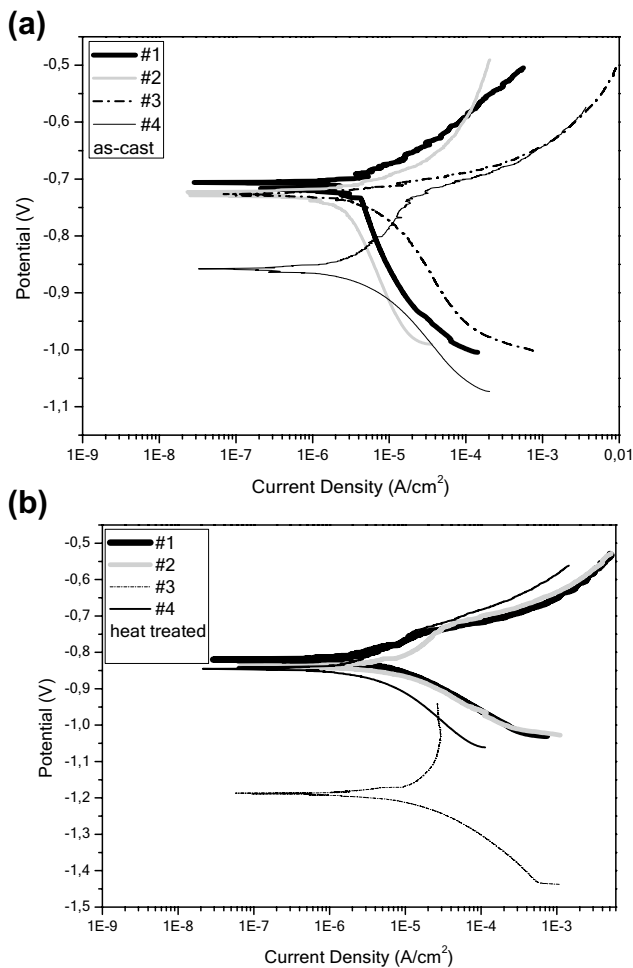 (a)
#1
#2
#3
#4
as-cast
-0,5
-0,6
-0,7
-0,8
-0,9
-1,0
-1,1
Potential (V)
1E-9 1E-8 1E-7 1E-6 1E-5 1E-4 1E-3 0,01
Current Density (A/cm²)
(b)
#1
#2
#3
#4
heat treated
-0,5
-0,6
-0,7
-0,8
-0,9
-1,0
-1,1
-1,2
-1,3
-1,4
-1,5
Potential (V)
1E-9 1E-8 1E-7 1E-6 1E-5 1E-4 1E-3
Current Density (A/cm²)